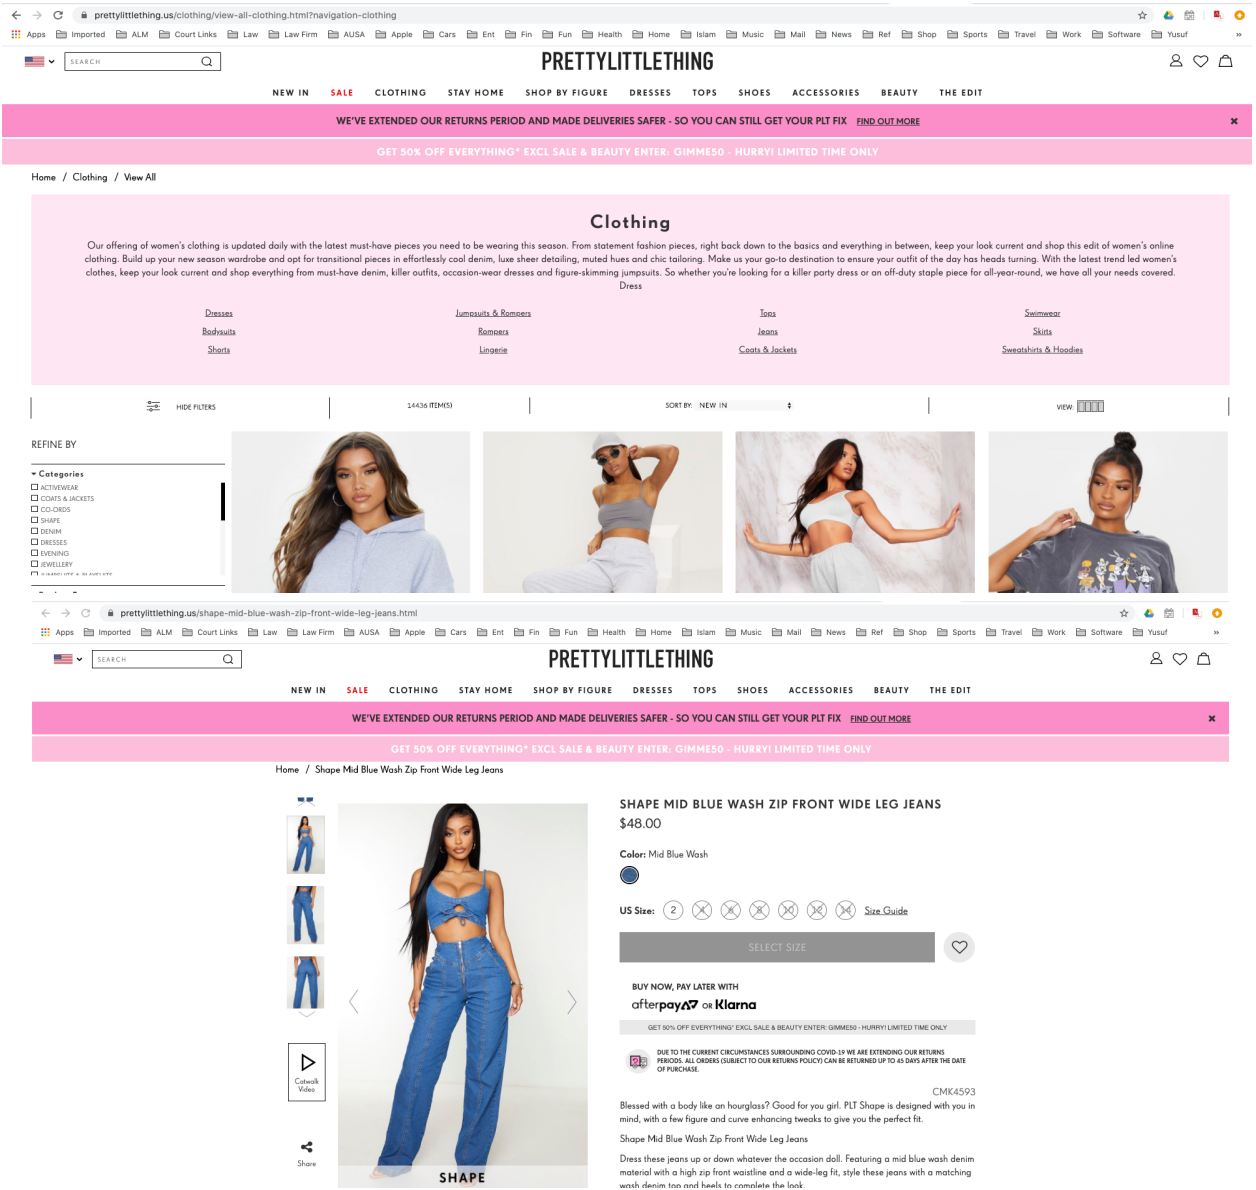 prettylittlething.us/clothing/view-all-clothing.html?navigation-clothing
Apps Imported ALM Court Links Law Law Firm AUSA Apple Cars Ent Fin Fun Health Home Islam Music Mail News Ref Shop Sports Travel Work Software Yusuf »
SEARCH
PRETTYLITTLETHING
NEW IN SALE CLOTHING STAY HOME SHOP BY FIGURE DRESSES TOPS SHOES ACCESSORIES BEAUTY THE EDIT
WE'VE EXTENDED OUR RETURNS PERIOD AND MADE DELIVERIES SAFER - SO YOU CAN STILL GET YOUR PLT FIX FIND OUT MORE
GET 50% OFF EVERYTHING* EXCL SALE & BEAUTY ENTER: GIMME50 - HURRY! LIMITED TIME ONLY
Home / Clothing / View All
Clothing
Our offering of women's clothing is updated daily with the latest must-have pieces you need to be wearing this season. From statement fashion pieces, right back down to the basics and everything in between, keep your look current and shop this edit of women's online
clothing. Build up your new season wardrobe and opt for transitional pieces in effortlessly cool denim, luxe sheer detailing, muted hues and chic tailoring. Make us your go-to destination to ensure your outfit of the day has heads turning. With the latest trend led women's
clothes, keep your look current and shop everything from must-have denim, killer outfits, occasion-wear dresses and figure-skimming jumpsuits. So whether you're looking for a killer party dress or an off-duty staple piece for all-year-round, we have all your needs covered.
Dress
Dresses Jumpsuits & Rompers Tops Swimwear
Bodysuits Rompers Jeans Skirts
Shorts Lingerie Coats & Jackets Sweatshirts & Hoodies
HIDE FILTERS 14436 ITEM(S) SORT BY: NEW IN VIEW:
REFINE BY
Categories
ACTIVEWEAR
COATS & JACKETS
CO-ORDS
SHAPE
DENIM
DRESSES
EVENING
JEWELLERY
JUMPSUITS & PLAYSUITS
prettylittlething.us/shape-mid-blue-wash-zip-front-wide-leg-jeans.html
Apps Imported ALM Court Links Law Law Firm AUSA Apple Cars Ent Fin Fun Health Home Islam Music Mail News Ref Shop Sports Travel Work Software Yusuf »
SEARCH
PRETTYLITTLETHING
NEW IN SALE CLOTHING STAY HOME SHOP BY FIGURE DRESSES TOPS SHOES ACCESSORIES BEAUTY THE EDIT
WE'VE EXTENDED OUR RETURNS PERIOD AND MADE DELIVERIES SAFER - SO YOU CAN STILL GET YOUR PLT FIX FIND OUT MORE
GET 50% OFF EVERYTHING* EXCL SALE & BEAUTY ENTER: GIMME50 - HURRY! LIMITED TIME ONLY
Home / Shape Mid Blue Wash Zip Front Wide Leg Jeans
SHAPE MID BLUE WASH ZIP FRONT WIDE LEG JEANS
$48.00
Color: Mid Blue Wash
US Size: 2 4 6 8 10 12 14 Size Guide
SELECT SIZE
BUY NOW, PAY LATER WITH
afterpay OR Klarna
GET 50% OFF EVERYTHING* EXCL SALE & BEAUTY ENTER: GIMME50 - HURRY! LIMITED TIME ONLY
DUE TO THE CURRENT CIRCUMSTANCES SURROUNDING COVID-19 WE ARE EXTENDING OUR RETURNS
PERIODS. ALL ORDERS (SUBJECT TO OUR RETURNS POLICY) CAN BE RETURNED UP TO 45 DAYS AFTER THE DATE
OF PURCHASE.
CMK4593
Blessed with a body like an hourglass? Good for you girl. PLT Shape is designed with you in
mind, with a few figure and curve enhancing tweaks to give you the perfect fit.
Shape Mid Blue Wash Zip Front Wide Leg Jeans
Dress these jeans up or down whatever the occasion doll. Featuring a mid blue wash denim
material with a high zip front waistline and a wide-leg fit, style these jeans with a matching
wash denim top and heels to complete the look.
Catwalk
Video
Share
SHAPE